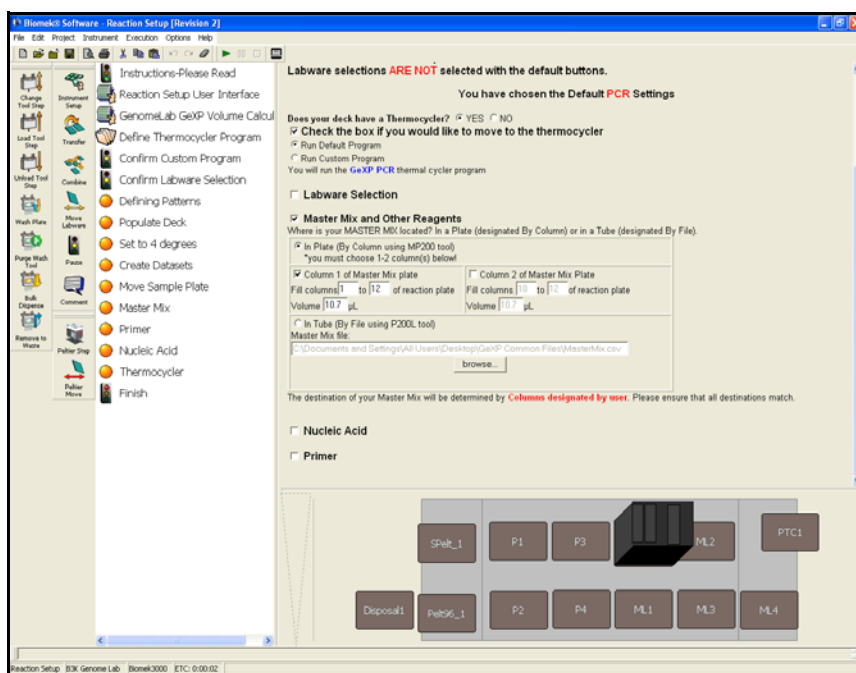 Biomek® Software - Reaction Setup [Revision 2]
File Edit Project Instrument Execution Options Help
Change Tool Step
Load Tool Step
Unload Tool Step
Wash Plate
Purge Wash Tool
Bulk Dispense
Remove to Waste
Instrument Setup
Transfer
Combine
Move Labware
Pause
Comment
Peltier Step
Peltier Move
Instructions-Please Read
Reaction Setup User Interface
GenomeLab GeXP Volume Calcul
Define Thermocycler Program
Confirm Custom Program
Confirm Labware Selection
Defining Patterns
Populate Deck
Set to 4 degrees
Create Datasets
Move Sample Plate
Master Mix
Primer
Nucleic Acid
Thermocycler
Finish
Labware selections ARE NOT selected with the default buttons.
You have chosen the Default PCR Settings
Does your deck have a Thermocycler? YES NO
Check the box if you would like to move to the thermocycler
Run Default Program
Run Custom Program
You will run the GeXP PCR thermal cycler program
Labware Selection
Master Mix and Other Reagents
Where is your MASTER MIX located? In a Plate (designated By Column) or in a Tube (designated By File).
In Plate (By Column using MP200 tool)
*you must choose 1-2 column(s) below!
Column 1 of Master Mix plate
Fill columns 1 to 12 of reaction plate
Volume 10.7 µL
Column 2 of Master Mix Plate
Fill columns 10 to 12 of reaction plate
Volume 10.7 µL
In Tube (By File using P200L tool)
Master Mix file:
C:\Documents and Settings\All Users\Desktop\GeXP Common Files\MasterMix.csv
browse...
The destination of your Master Mix will be determined by Columns designated by user. Please ensure that all destinations match.
Nucleic Acid
Primer
SPelt_1 P1 P3 ML2 PTC1
Disposal1 Pelt96_1 P2 P4 ML1 ML3 ML4
Reaction Setup B3K Genome Lab Biomek3000 ETC: 0:00:02